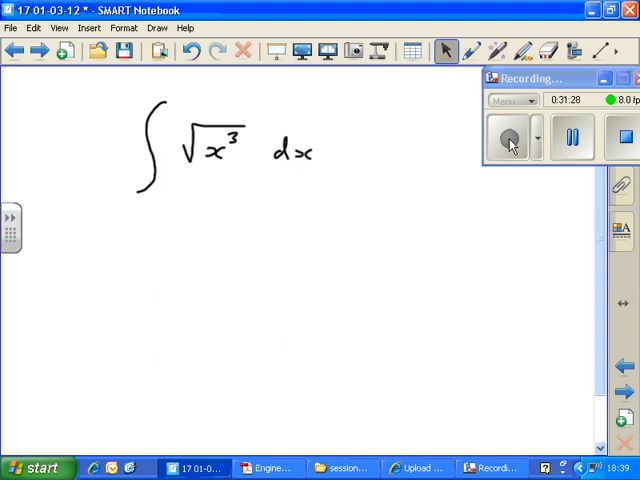 17 01-03-12 * - SMART Notebook
File Edit View Insert Format Draw Help
Recording...
Menu
0:31:28 8.0 fp
∫ √x³ dx
start 17 01-0... Engine... session... Upload ... Recordi... ? 18:39